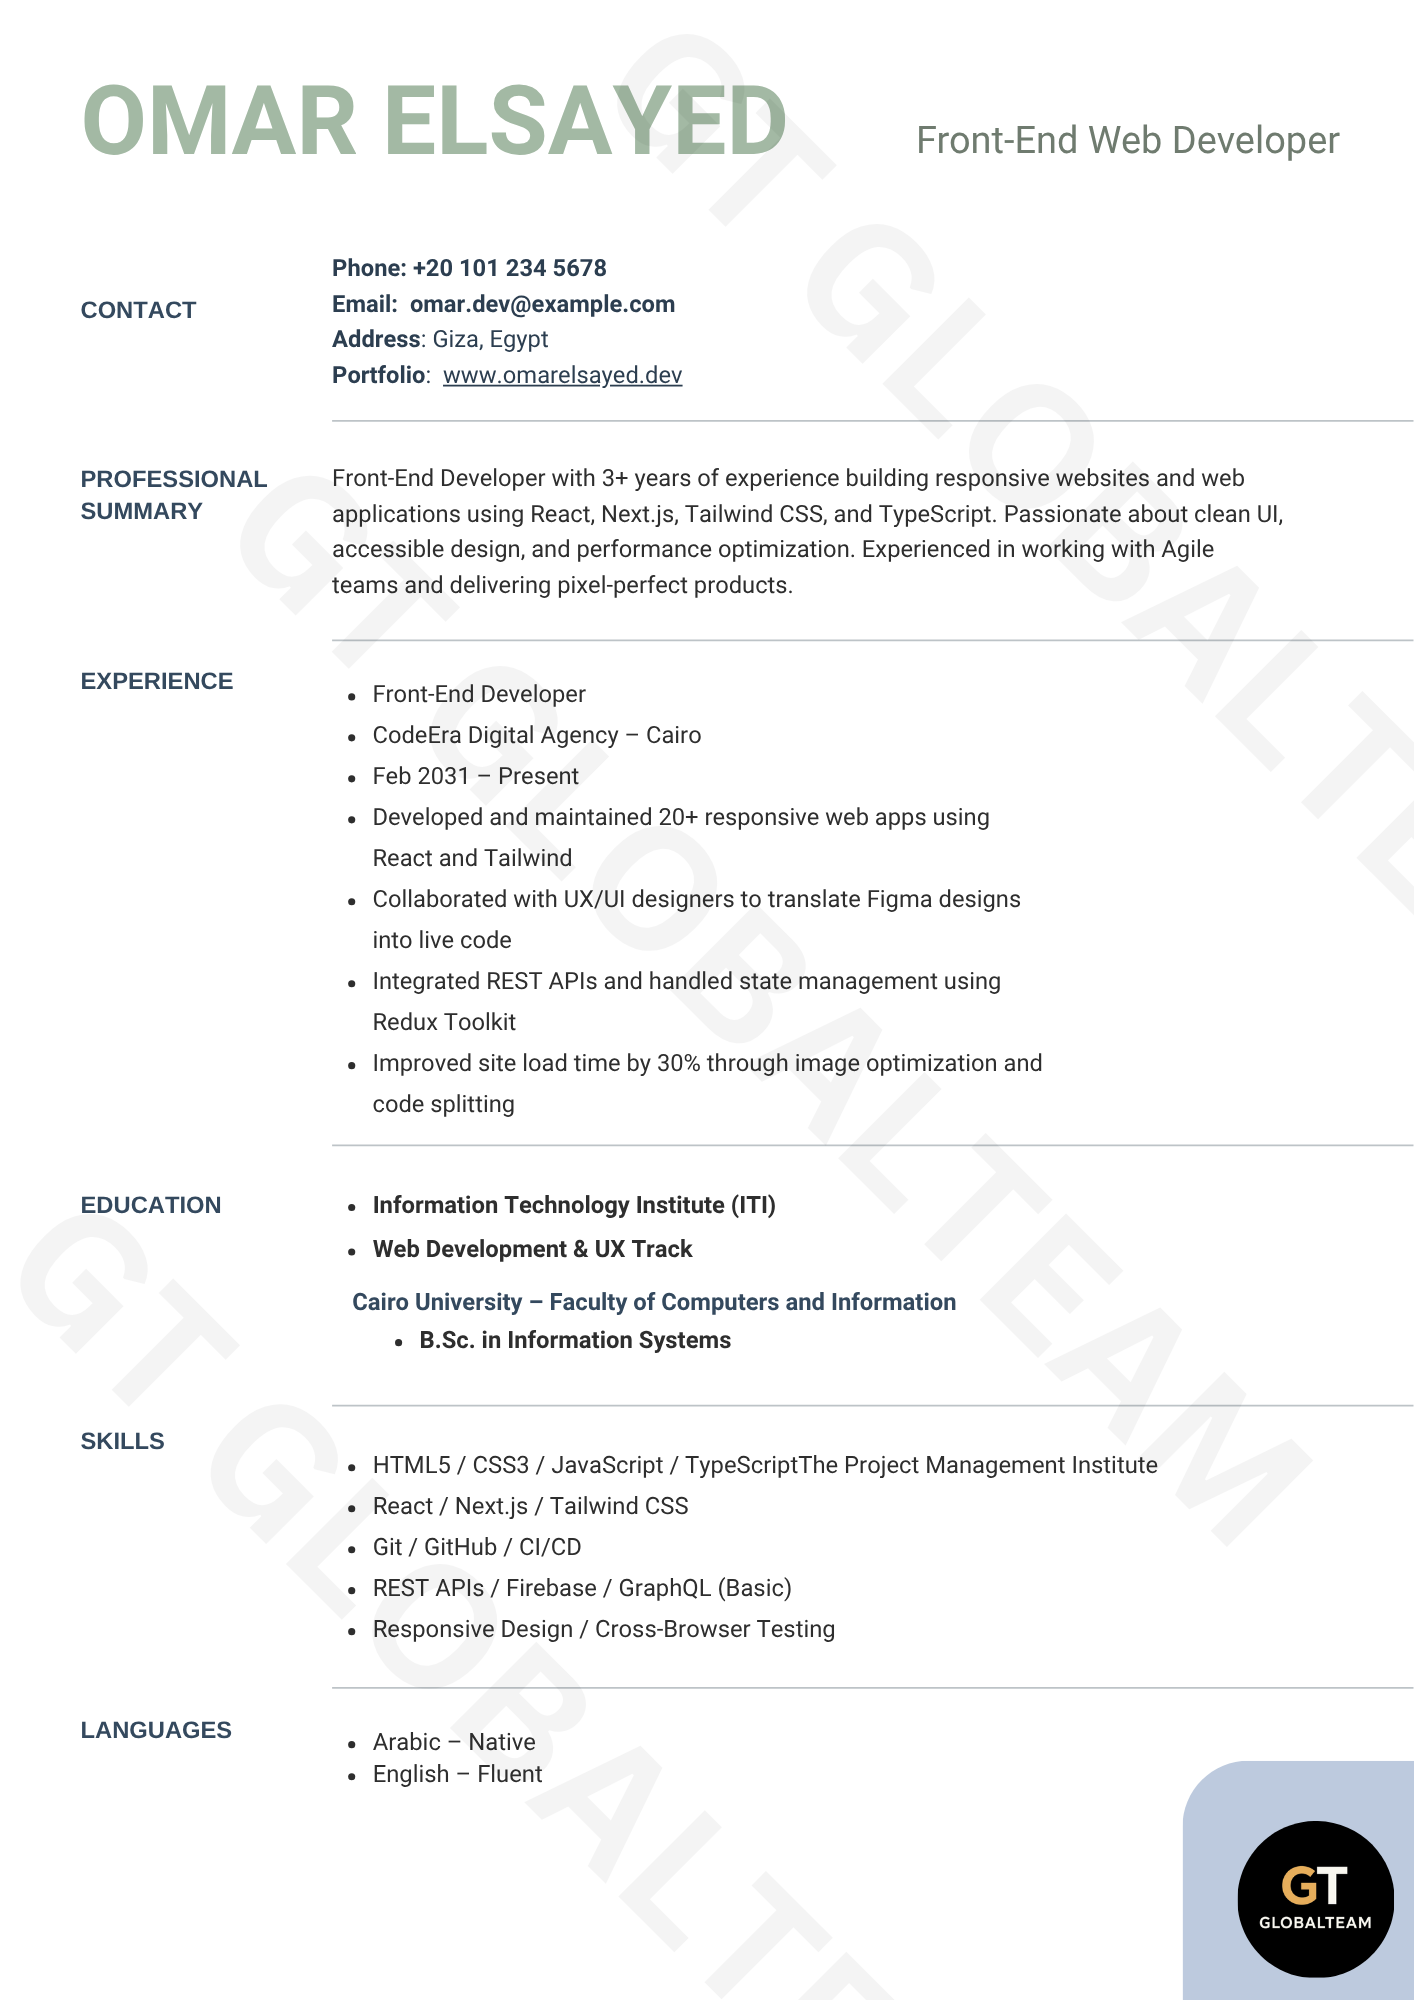 OMAR ELSAYED
Front-End Web Developer
CONTACT
Phone: +20 101 234 5678
Email: omar.dev@example.com
Address: Giza, Egypt
Portfolio: www.omarelsayed.dev
PROFESSIONAL
SUMMARY
Front-End Developer with 3+ years of experience building responsive websites and web
applications using React, Next.js, Tailwind CSS, and TypeScript. Passionate about clean UI,
accessible design, and performance optimization. Experienced in working with Agile
teams and delivering pixel-perfect products.
EXPERIENCE
• Front-End Developer
• CodeEra Digital Agency – Cairo
• Feb 2031 – Present
• Developed and maintained 20+ responsive web apps using
React and Tailwind
• Collaborated with UX/UI designers to translate Figma designs
into live code
• Integrated REST APIs and handled state management using
Redux Toolkit
• Improved site load time by 30% through image optimization and
code splitting
EDUCATION
• Information Technology Institute (ITI)
• Web Development & UX Track
Cairo University – Faculty of Computers and Information
• B.Sc. in Information Systems
SKILLS
• HTML5 / CSS3 / JavaScript / TypeScriptThe Project Management Institute
• React / Next.js / Tailwind CSS
• Git / GitHub / CI/CD
• REST APIs / Firebase / GraphQL (Basic)
• Responsive Design / Cross-Browser Testing
LANGUAGES
• Arabic – Native
• English – Fluent
GT
GLOBALTEAM
GT GLOBALTE
GT GLOBALTEAM
GT GLOBALTE